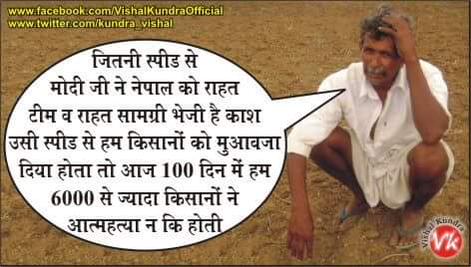 www.facebook.com/VishalKundraOfficial
www.twitter.com/kundra_vishal
जितनी स्पीड से
मोदी जी ने नेपाल को राहत
टीम व राहत सामग्री भेजी है काश
उसी स्पीड से हम किसानों को मुआवजा
दिया होता तो आज 100 दिन में हम
6000 से ज्यादा किसानों ने
आत्महत्या न कि होती
Vishal Kundra
VK